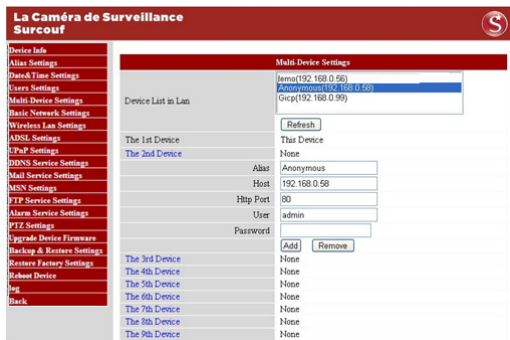 La Caméra de Surveillance
Surcouf
S
Device Info
Alias Settings
Date&Time Settings
Users Settings
Multi-Device Settings
Basic Network Settings
Wireless Lan Settings
ADSL Settings
UPnP Settings
DDNS Service Settings
Mail Service Settings
MSN Settings
FTP Service Settings
Alarm Service Settings
PTZ Settings
Upgrade Device Firmware
Backup & Restore Settings
Restore Factory Settings
Reboot Device
log
Back
Multi-Device Settings
Device List in Lan
femo(192.168.0.56)
Anonymous(192.168.0.58)
Gicp(192.168.0.99)
Refresh
The 1st Device This Device
The 2nd Device None
Alias Anonymous
Host 192.168.0.58
Http Port 80
User admin
Password
Add Remove
The 3rd Device None
The 4th Device None
The 5th Device None
The 6th Device None
The 7th Device None
The 8th Device None
The 9th Device None